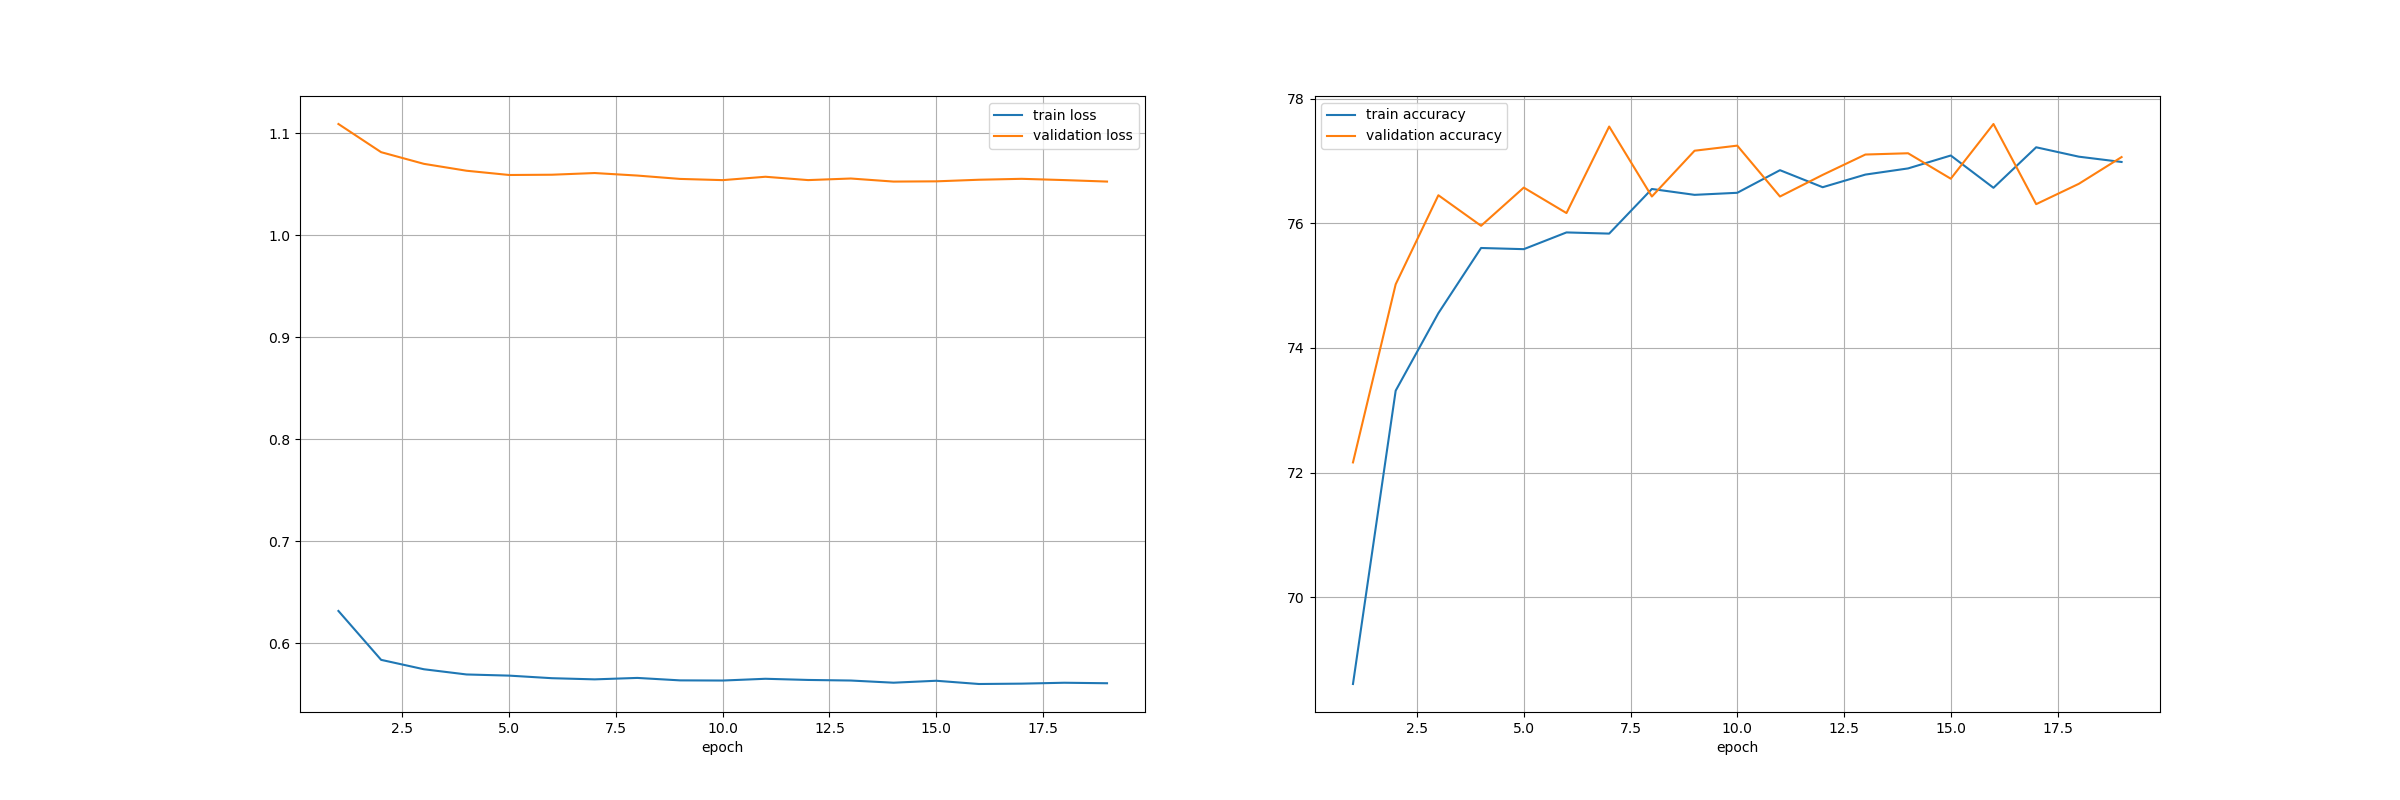 train loss
validation loss
1.1
1.0
0.9
0.8
0.7
0.6
2.5 5.0 7.5 10.0 12.5 15.0 17.5
epoch
train accuracy
validation accuracy
78
76
74
72
70
2.5 5.0 7.5 10.0 12.5 15.0 17.5
epoch